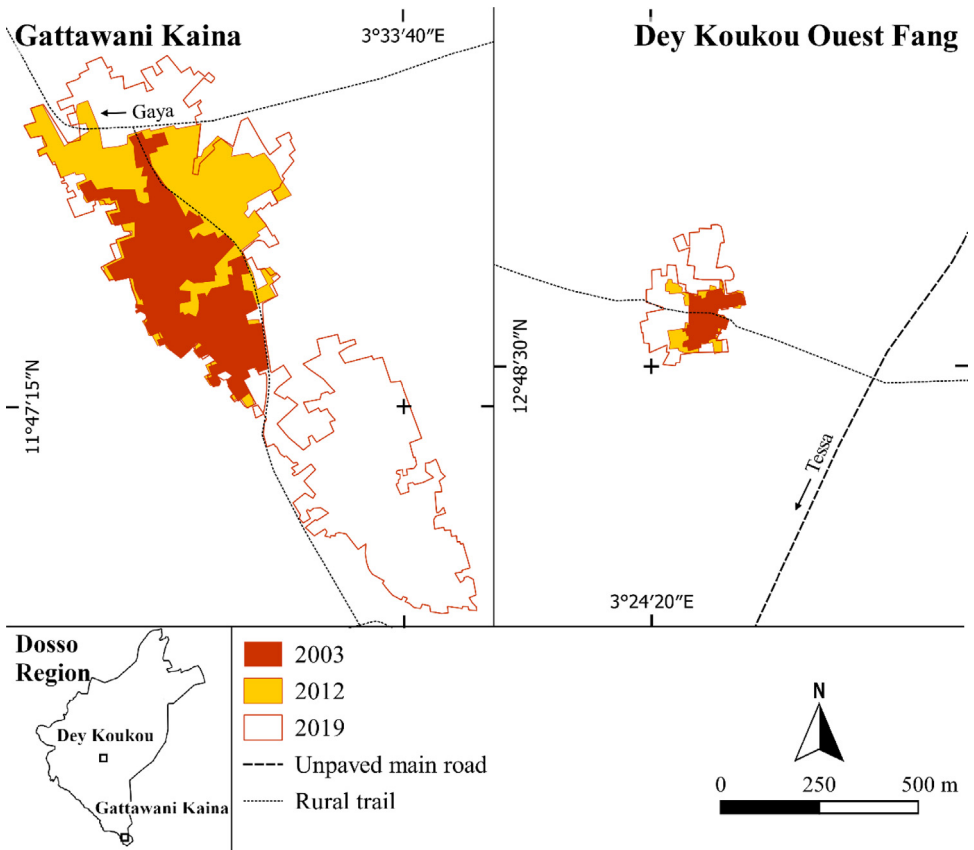 Gattawani Kaina
3°33′40″E
Gaya
11°47′15″N
Dey Koukou Ouest Fang
12°48′30″N
Tessa
3°24′20″E
Dosso
Region
Dey Koukou
Gattawani Kaina
2003
2012
2019
Unpaved main road
Rural trail
N
0 250 500 m